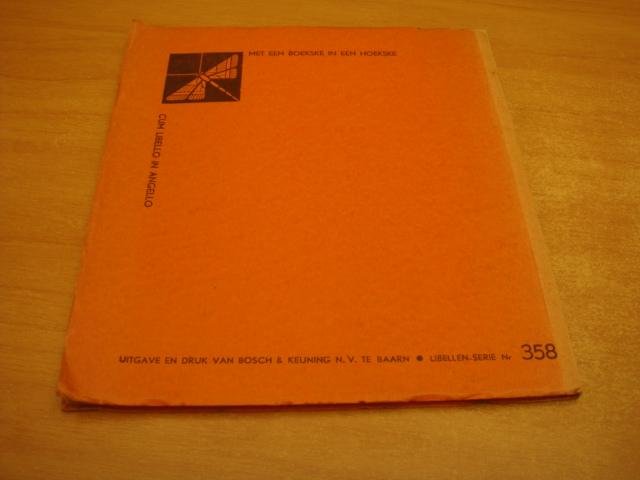 MET EEN BOEKSKE IN EEN HOEKSKE
CUM LIBELLO IN ANGELLO
UITGAVE EN DRUK VAN BOSCH & KEUNING N.V. TE BAARN ● LIBELLEN-SERIE Nr 358